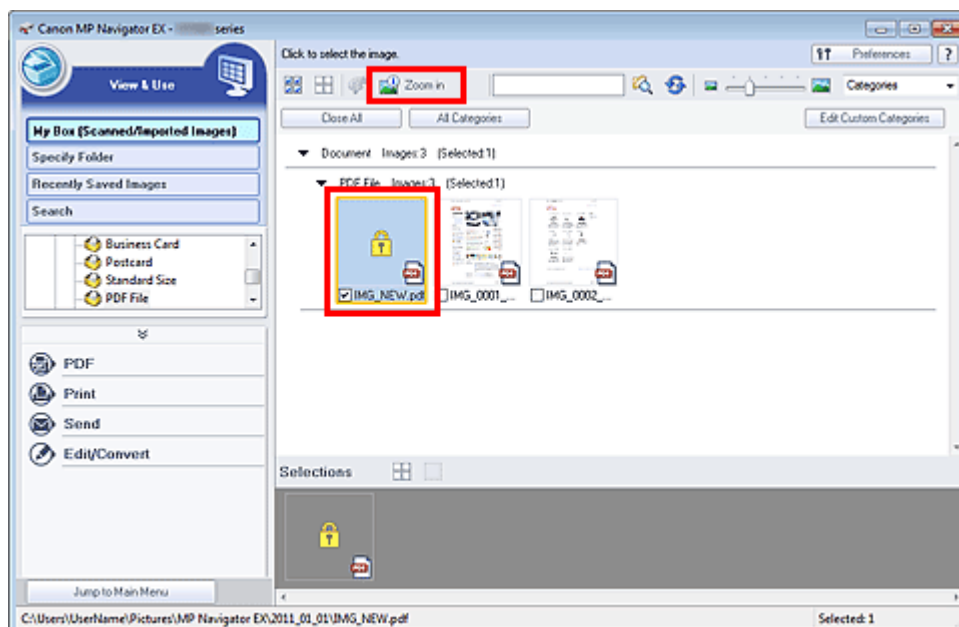 Canon MP Navigator EX - series
View & Use
My Box (Scanned/Imported Images)
Specify Folder
Recently Saved Images
Search
Business Card
Postcard
Standard Size
PDF File
PDF
Print
Send
Edit/Convert
Jump to Main Menu
Click to select the image.
Preferences ?
Zoom in
Categories
Close All All Categories Edit Custom Categories
Document Images:3 (Selected:1)
PDF File Images:3 (Selected:1)
IMG_NEW.pdf IMG_0001_... IMG_0002_...
Selections
C:\Users\UserName\Pictures\MP Navigator EX\2011_01_01\IMG_NEW.pdf Selected: 1